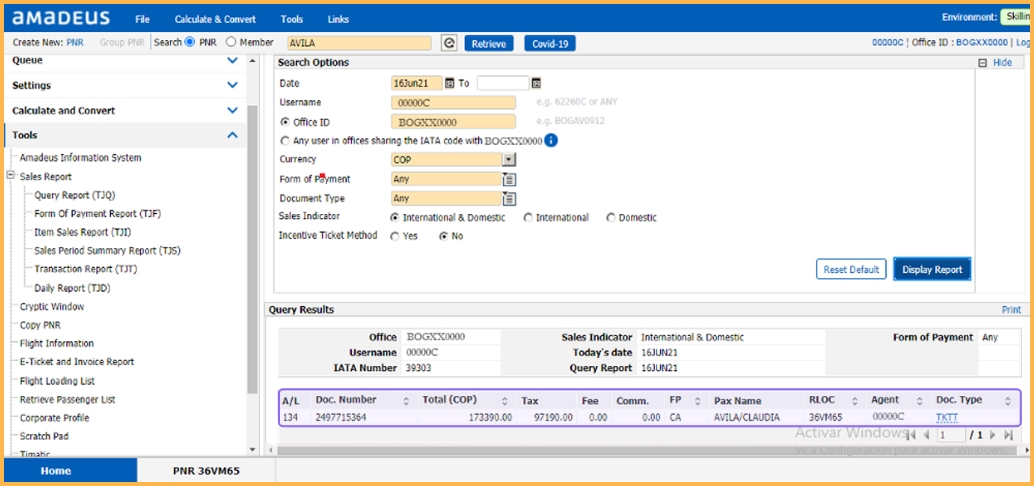 amadeus File Calculate & Convert Tools Links Environment: Skillin
Create New: PNR Group PNR Search PNR Member AVILA Retrieve Covid-19 00000C | Office ID : BOGXX0000 | Log
Queue
Settings
Calculate and Convert
Tools
Amadeus Information System
Sales Report
Query Report (TJQ)
Form Of Payment Report (TJF)
Item Sales Report (TJI)
Sales Period Summary Report (TJS)
Transaction Report (TJT)
Daily Report (TJD)
Cryptic Window
Copy PNR
Flight Information
E-Ticket and Invoice Report
Flight Loading List
Retrieve Passenger List
Corporate Profile
Scratch Pad
Timatic
Search Options Hide
Date 16Jun21 To
Username 00000C e.g. 62260C or ANY
Office ID BOGXX0000 e.g. BOGAV0912
Any user in offices sharing the IATA code with BOGXX0000
Currency COP
Form of Payment Any
Document Type Any
Sales Indicator International & Domestic International Domestic
Incentive Ticket Method Yes No
Reset Default Display Report
Query Results Print
Office BOGXX0000 Sales Indicator International & Domestic Form of Payment Any
Username 00000C Today's date 16JUN21
IATA Number 39303 Query Report 16JUN21
A/L Doc. Number Total (COP) Tax Fee Comm. FP Pax Name RLOC Agent Doc. Type
134 2497715364 173390.00 97190.00 0.00 0.00 CA AVILA/CLAUDIA 36VM65 00000C TKTT
Activar Windows
1 / 1
Ve a Configuración para activar Windows.
Home PNR 36VM65